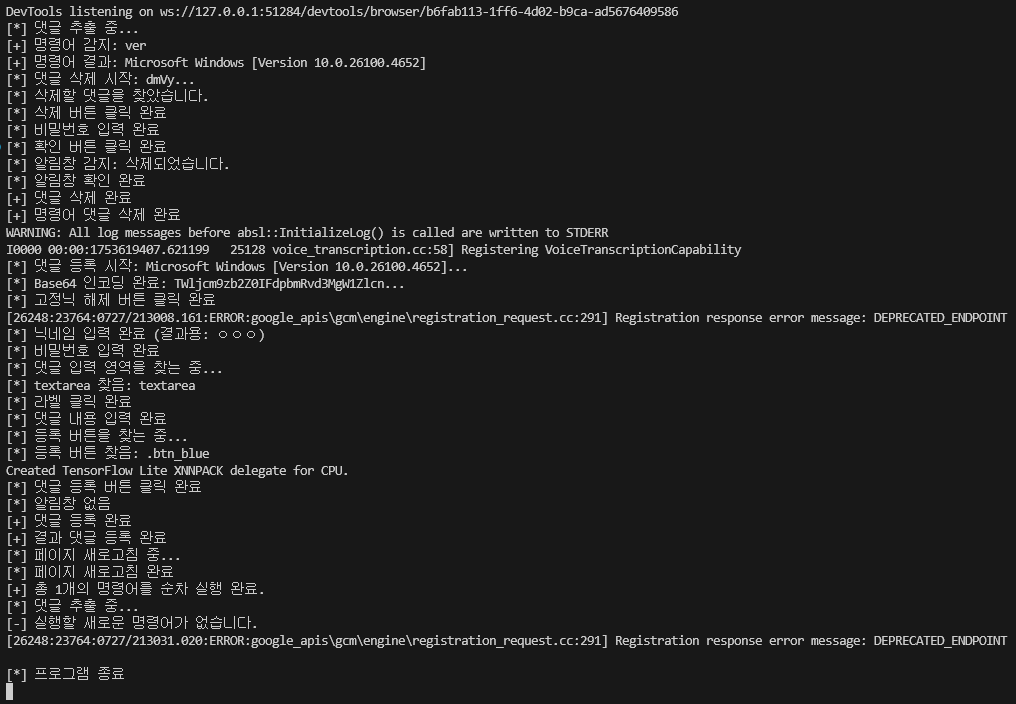 DevTools listening on ws://127.0.0.1:51284/devtools/browser/b6fab113-1ff6-4d02-b9ca-ad5676409586
[*] 댓글 추출 중...
[+] 명령어 감지: ver
[+] 명령어 결과: Microsoft Windows [Version 10.0.26100.4652]
[*] 댓글 삭제 시작: dmVy...
[*] 삭제할 댓글을 찾았습니다.
[*] 삭제 버튼 클릭 완료
[*] 비밀번호 입력 완료
[*] 확인 버튼 클릭 완료
[*] 알림창 감지: 삭제되었습니다.
[*] 알림창 확인 완료
[+] 댓글 삭제 완료
[+] 명령어 댓글 삭제 완료
WARNING: All log messages before absl::InitializeLog() is called are written to STDERR
I0000 00:00:1753619407.621199   25128 voice_transcription.cc:58] Registering VoiceTranscriptionCapability
[*] 댓글 등록 시작: Microsoft Windows [Version 10.0.26100.4652]...
[*] Base64 인코딩 완료: TWljcm9zb2Z0IFdpbmRvd3MgW1Zlcn...
[*] 고정닉 해제 버튼 클릭 완료
[26248:23764:0727/213008.161:ERROR:google_apis\gcm\engine\registration_request.cc:291] Registration response error message: DEPRECATED_ENDPOINT
[*] 닉네임 입력 완료 (결과용: ㅇㅇㅇ)
[*] 비밀번호 입력 완료
[*] 댓글 입력 영역을 찾는 중...
[*] textarea 찾음: textarea
[*] 라벨 클릭 완료
[*] 댓글 내용 입력 완료
[*] 등록 버튼을 찾는 중...
[*] 등록 버튼 찾음: .btn_blue
Created TensorFlow Lite XNNPACK delegate for CPU.
[*] 댓글 등록 버튼 클릭 완료
[*] 알림창 없음
[+] 댓글 등록 완료
[+] 결과 댓글 등록 완료
[*] 페이지 새로고침 중...
[*] 페이지 새로고침 완료
[+] 총 1개의 명령어를 순차 실행 완료.
[*] 댓글 추출 중...
[-] 실행할 새로운 명령어가 없습니다.
[26248:23764:0727/213031.020:ERROR:google_apis\gcm\engine\registration_request.cc:291] Registration response error message: DEPRECATED_ENDPOINT
[*] 프로그램 종료